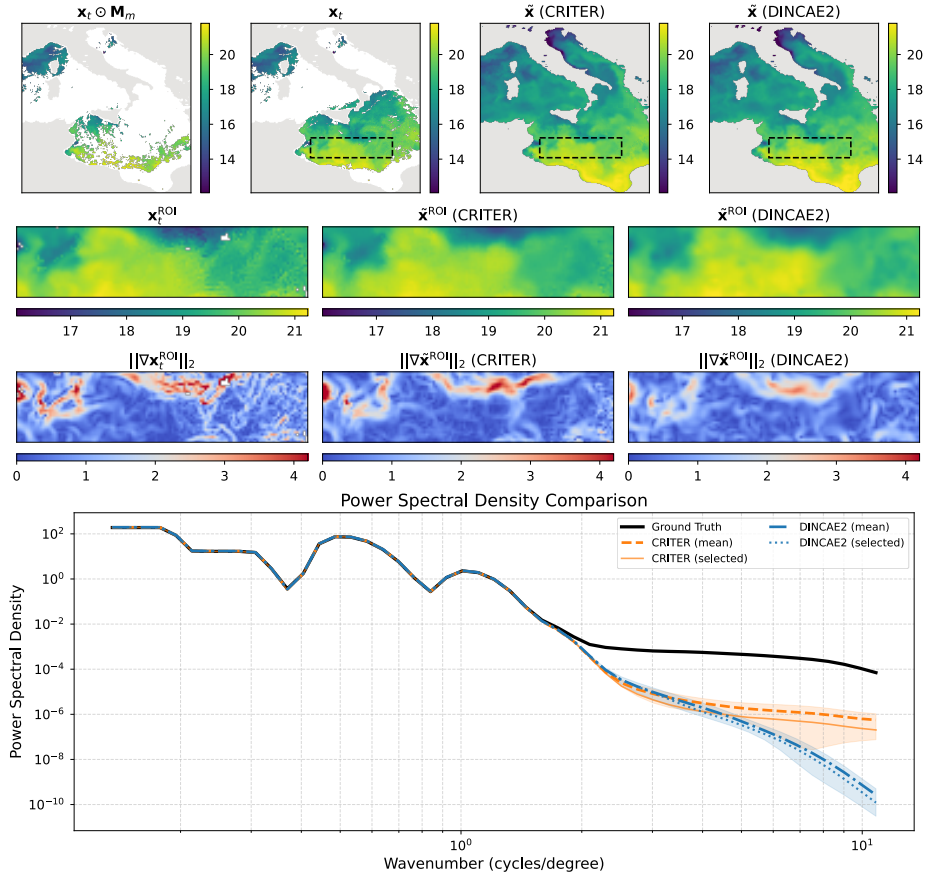 x_t ⊙ M_m
x_t
x̃ (CRITER)
x̃ (DINCAE2)
20
18
16
14
20
18
16
14
20
18
16
14
20
18
16
14
x_t^ROI
x̃^ROI (CRITER)
x̃^ROI (DINCAE2)
17 18 19 20 21
17 18 19 20 21
17 18 19 20 21
||∇x_t^ROI||_2
||∇x̃^ROI||_2 (CRITER)
||∇x̃^ROI||_2 (DINCAE2)
0 1 2 3 4
0 1 2 3 4
0 1 2 3 4
Power Spectral Density Comparison
Ground Truth
CRITER (mean)
CRITER (selected)
DINCAE2 (mean)
DINCAE2 (selected)
Power Spectral Density
10^2
10^0
10^−2
10^−4
10^−6
10^−8
10^−10
10^0 10^1
Wavenumber (cycles/degree)